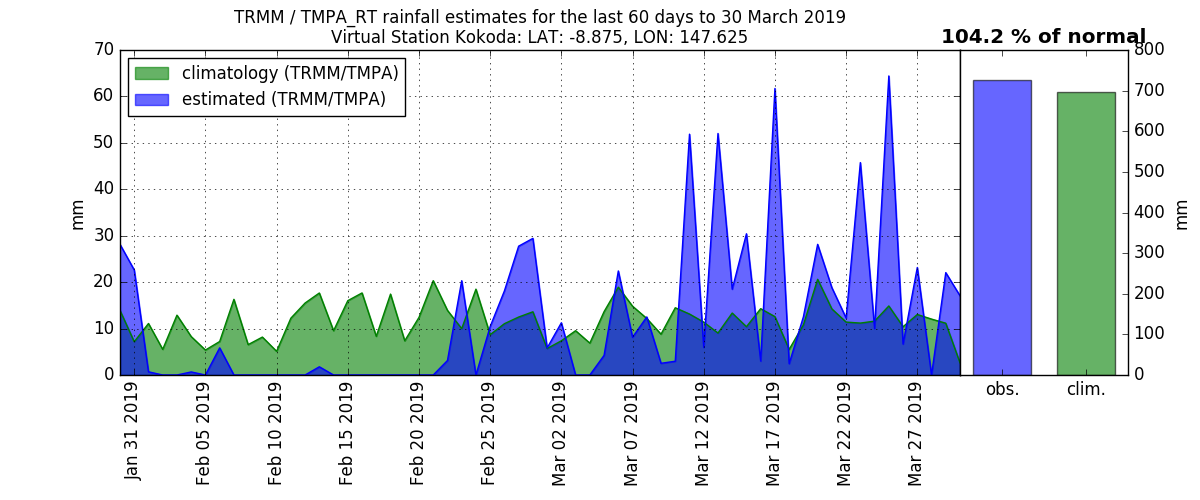 TRMM / TMPA_RT rainfall estimates for the last 60 days to 30 March 2019
Virtual Station Kokoda: LAT: -8.875, LON: 147.625
104.2 % of normal
climatology (TRMM/TMPA)
estimated (TRMM/TMPA)
70
60
50
40
30
20
10
0
mm
800
700
600
500
400
300
200
100
0
mm
obs.
clim.
Jan 31 2019
Feb 05 2019
Feb 10 2019
Feb 15 2019
Feb 20 2019
Feb 25 2019
Mar 02 2019
Mar 07 2019
Mar 12 2019
Mar 17 2019
Mar 22 2019
Mar 27 2019